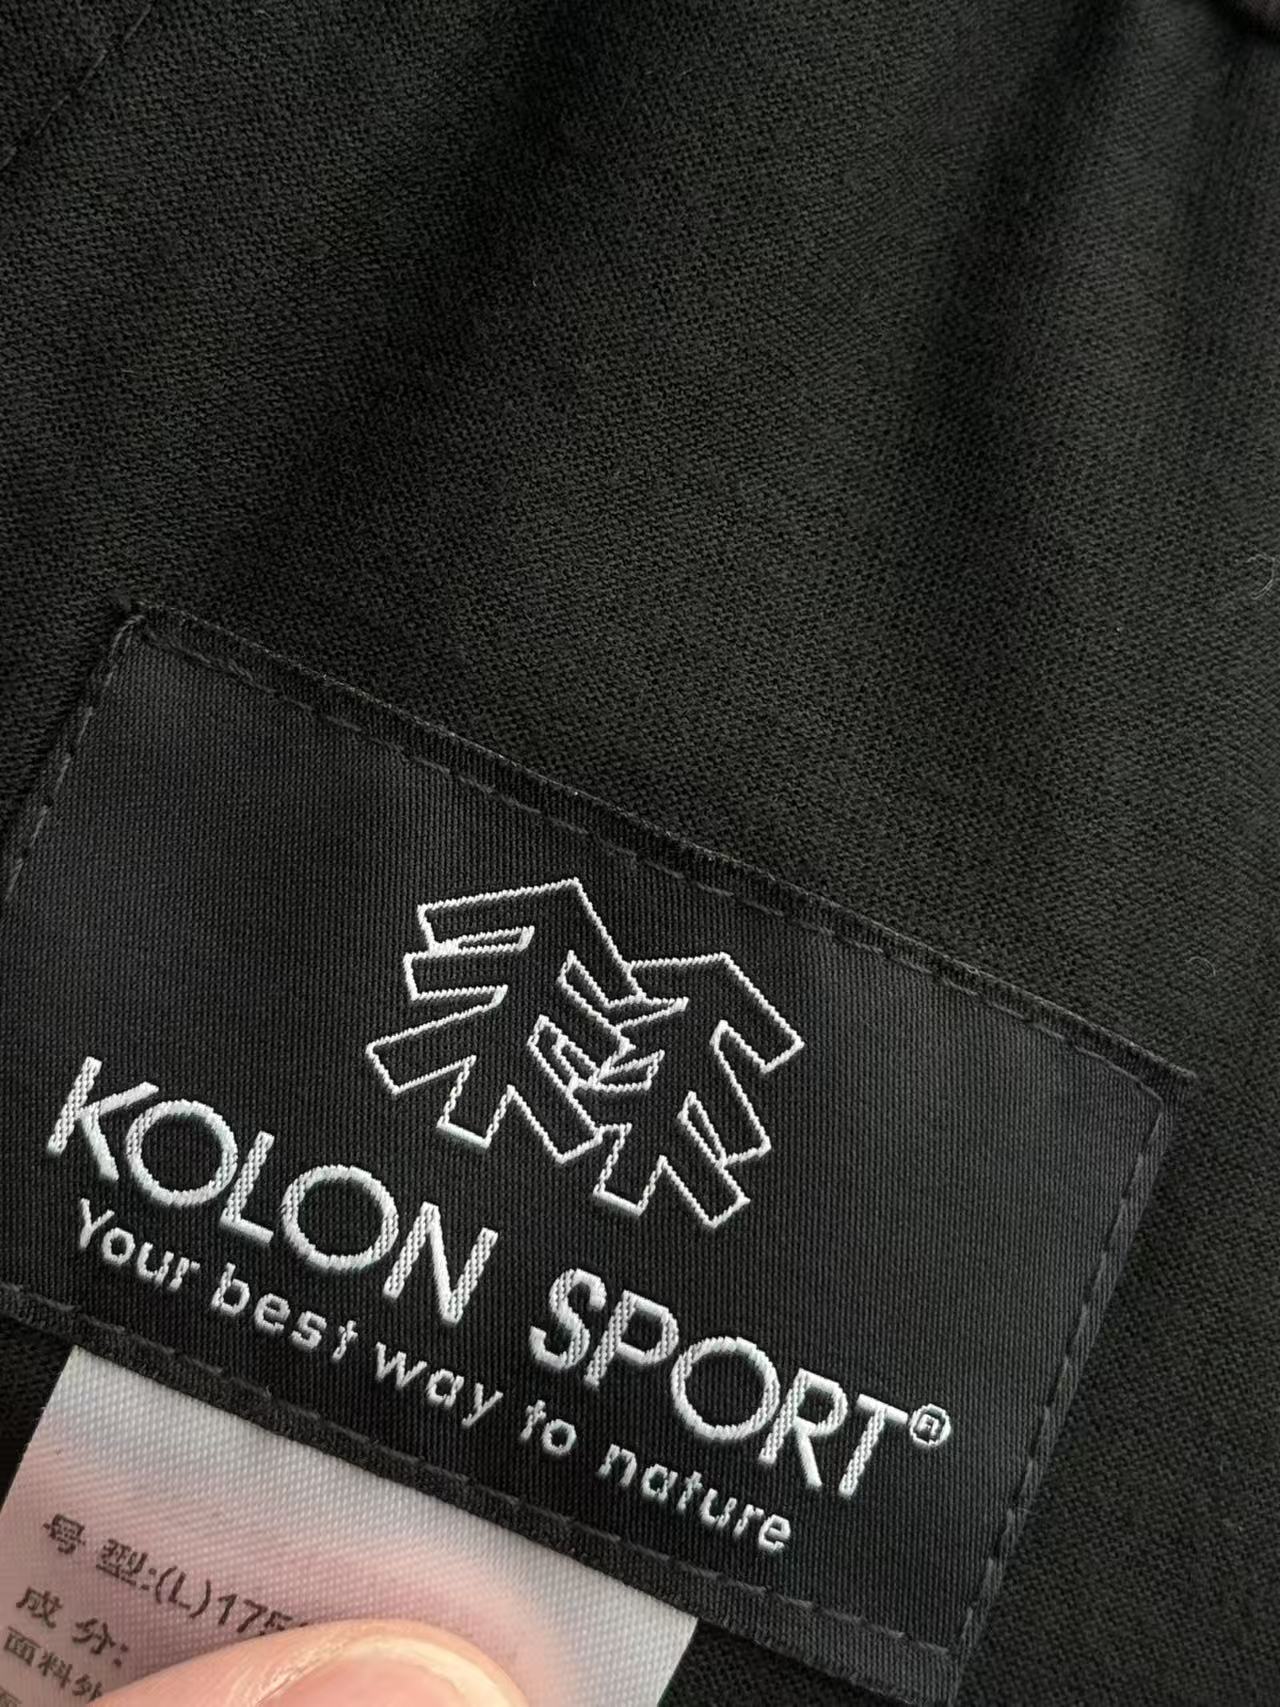 KOLON SPORT®
Your best way to nature
号型:(L)175
成分:
面料外